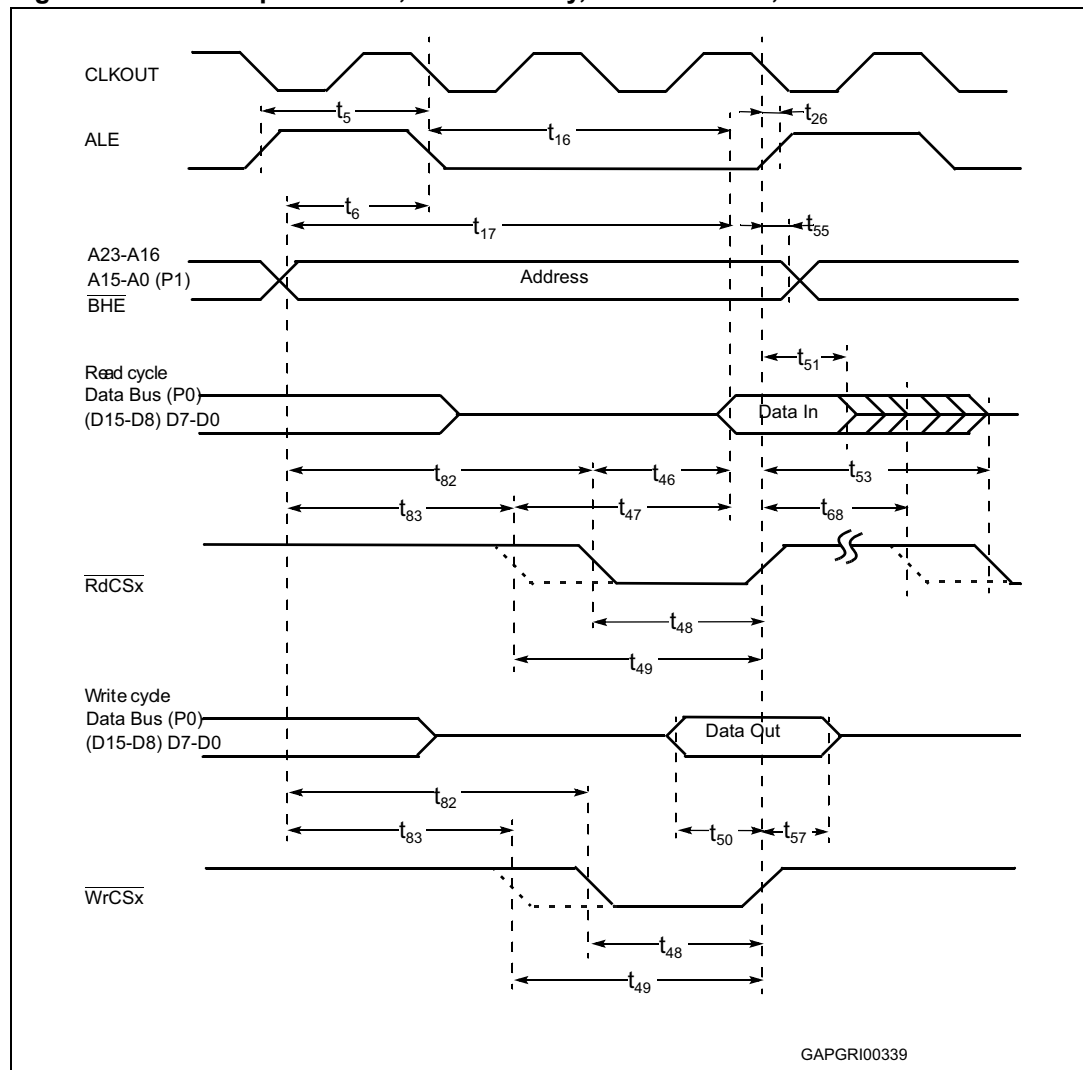 CLKOUT
t5
t26
ALE
t16
t6
t17
t55
A23-A16
A15-A0 (P1)
Address
BHE
t51
Read cycle
Data Bus (P0)
Data In
(D15-D8) D7-D0
t82
t46
t53
t83
t47
t68
RdCSx
t48
t49
Write cycle
Data Bus (P0)
Data Out
(D15-D8) D7-D0
t82
t83
t50
t57
WrCSx
t48
t49
GAPGRI00339